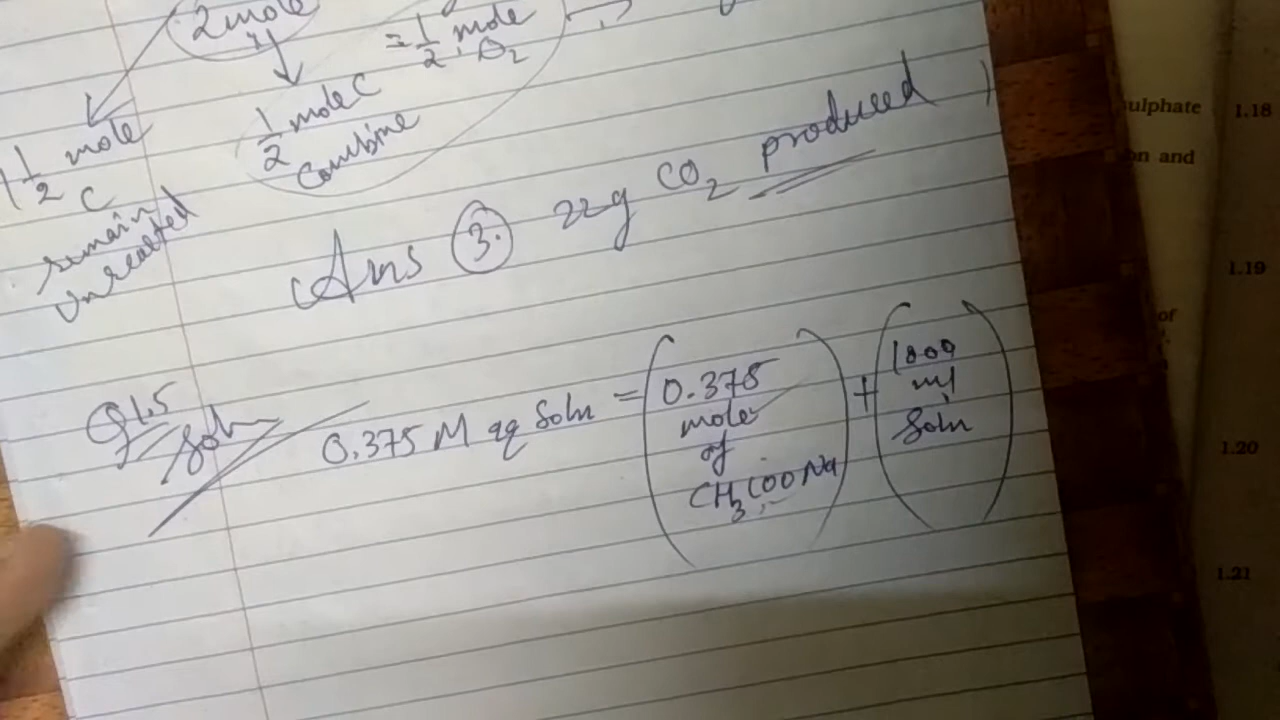 2 mole
= 1/2 mole O2
1/2 mole C
combine
1 1/2 mole
C
remain
unreacted
Ans 3. 22g CO2 produced
Q 1.5
Soln
0.375 M aq Soln = (0.375 mole of CH3COONa) + (1000 ml Soln)
sulphate 1.18
on and
1.19
of
1.20
1.21